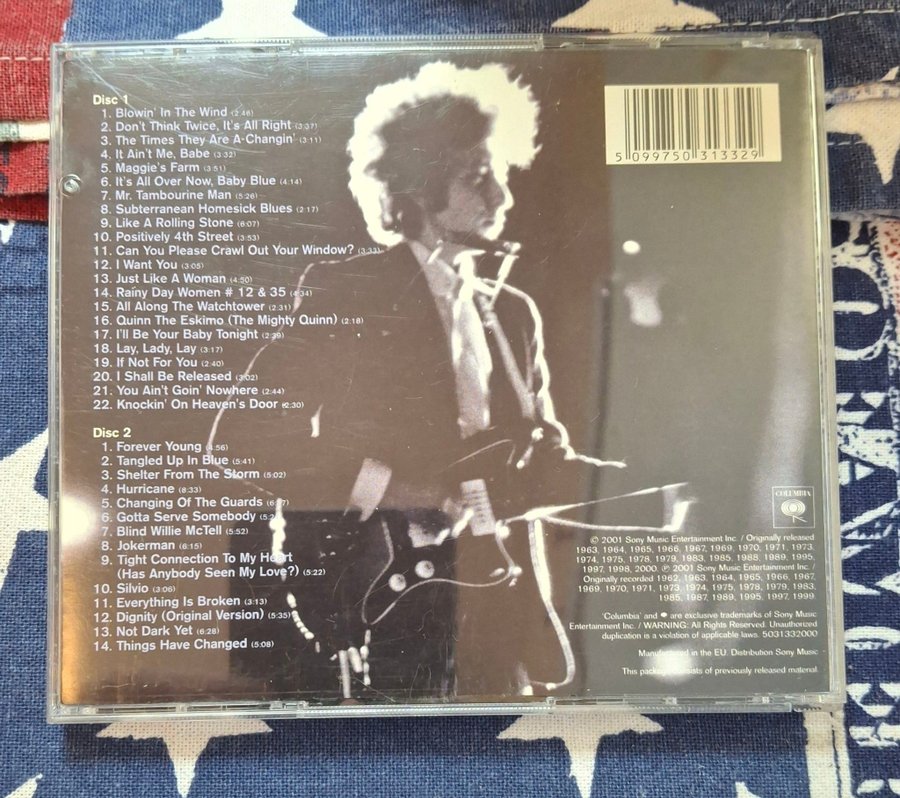 Disc 1
1. Blowin' In The Wind (2:46)
2. Don't Think Twice, It's All Right (3:37)
3. The Times They Are A-Changin' (3:11)
4. It Ain't Me, Babe (3:32)
5. Maggie's Farm (3:51)
6. It's All Over Now, Baby Blue (4:14)
7. Mr. Tambourine Man (5:26)
8. Subterranean Homesick Blues (2:17)
9. Like A Rolling Stone (6:07)
10. Positively 4th Street (3:53)
11. Can You Please Crawl Out Your Window? (3:33)
12. I Want You (3:05)
13. Just Like A Woman (4:50)
14. Rainy Day Women # 12 & 35 (4:34)
15. All Along The Watchtower (2:31)
16. Quinn The Eskimo (The Mighty Quinn) (2:18)
17. I'll Be Your Baby Tonight (2:39)
18. Lay, Lady, Lay (3:17)
19. If Not For You (2:40)
20. I Shall Be Released (3:02)
21. You Ain't Goin' Nowhere (2:44)
22. Knockin' On Heaven's Door (2:30)
Disc 2
1. Forever Young (4:56)
2. Tangled Up In Blue (5:41)
3. Shelter From The Storm (5:02)
4. Hurricane (8:33)
5. Changing Of The Guards
6. Gotta Serve Somebody
7. Blind Willie McTell (5:52)
8. Jokerman (6:15)
9. Tight Connection To My Heart
(Has Anybody Seen My Love?) (5:22)
10. Silvio (3:06)
11. Everything Is Broken (3:13)
12. Dignity (Original Version) (5:35)
13. Not Dark Yet (6:28)
14. Things Have Changed (5:08)
5 099750 313329
COLUMBIA
© 2001 Sony Music Entertainment Inc. / Originally released
1963, 1964, 1965, 1966, 1967, 1969, 1970, 1971, 1973,
1974, 1975, 1978, 1979, 1983, 1985, 1988, 1989, 1995,
1997, 1998, 2000. ℗ 2001 Sony Music Entertainment Inc. /
Originally recorded 1962, 1963, 1964, 1965, 1966, 1967,
1969, 1970, 1971, 1973, 1974, 1975, 1978, 1979, 1983,
1985, 1987, 1989, 1995, 1997, 1999.
'Columbia' and are exclusive trademarks of Sony Music
Entertainment Inc. / WARNING: All Rights Reserved. Unauthorized
duplication is a violation of applicable laws. 5031332000
Manufactured in the EU. Distribution Sony Music
This package consists of previously released material.